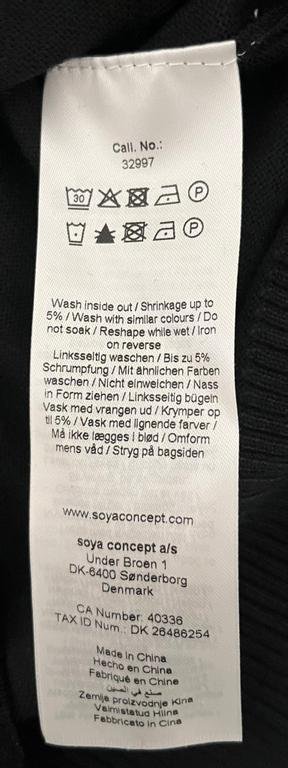 Call. No.:
32997
30 P
P
Wash inside out / Shrinkage up to
5% / Wash with similar colours / Do
not soak / Reshape while wet / Iron
on reverse
Linksseitig waschen / Bis zu 5%
Schrumpfung / Mit ähnlichen Farben
waschen / Nicht einweichen / Nass
in Form ziehen / Linksseitig bügeln
Vask med vrangen ud / Krymper op
til 5% / Vask med lignende farver /
Må ikke lægges i blød / Omform
mens våd / Stryg på bagsiden
www.soyaconcept.com
soya concept a/s
Under Broen 1
DK-6400 Sønderborg
Denmark
CA Number: 40336
TAX ID Num.: DK 26486254
Made in China
Hecho en China
Fabriqué en Chine
صنع في الصين
Zemlje proizvodnje Kina
Valmistatud Hiina
Fabbricato in Cina